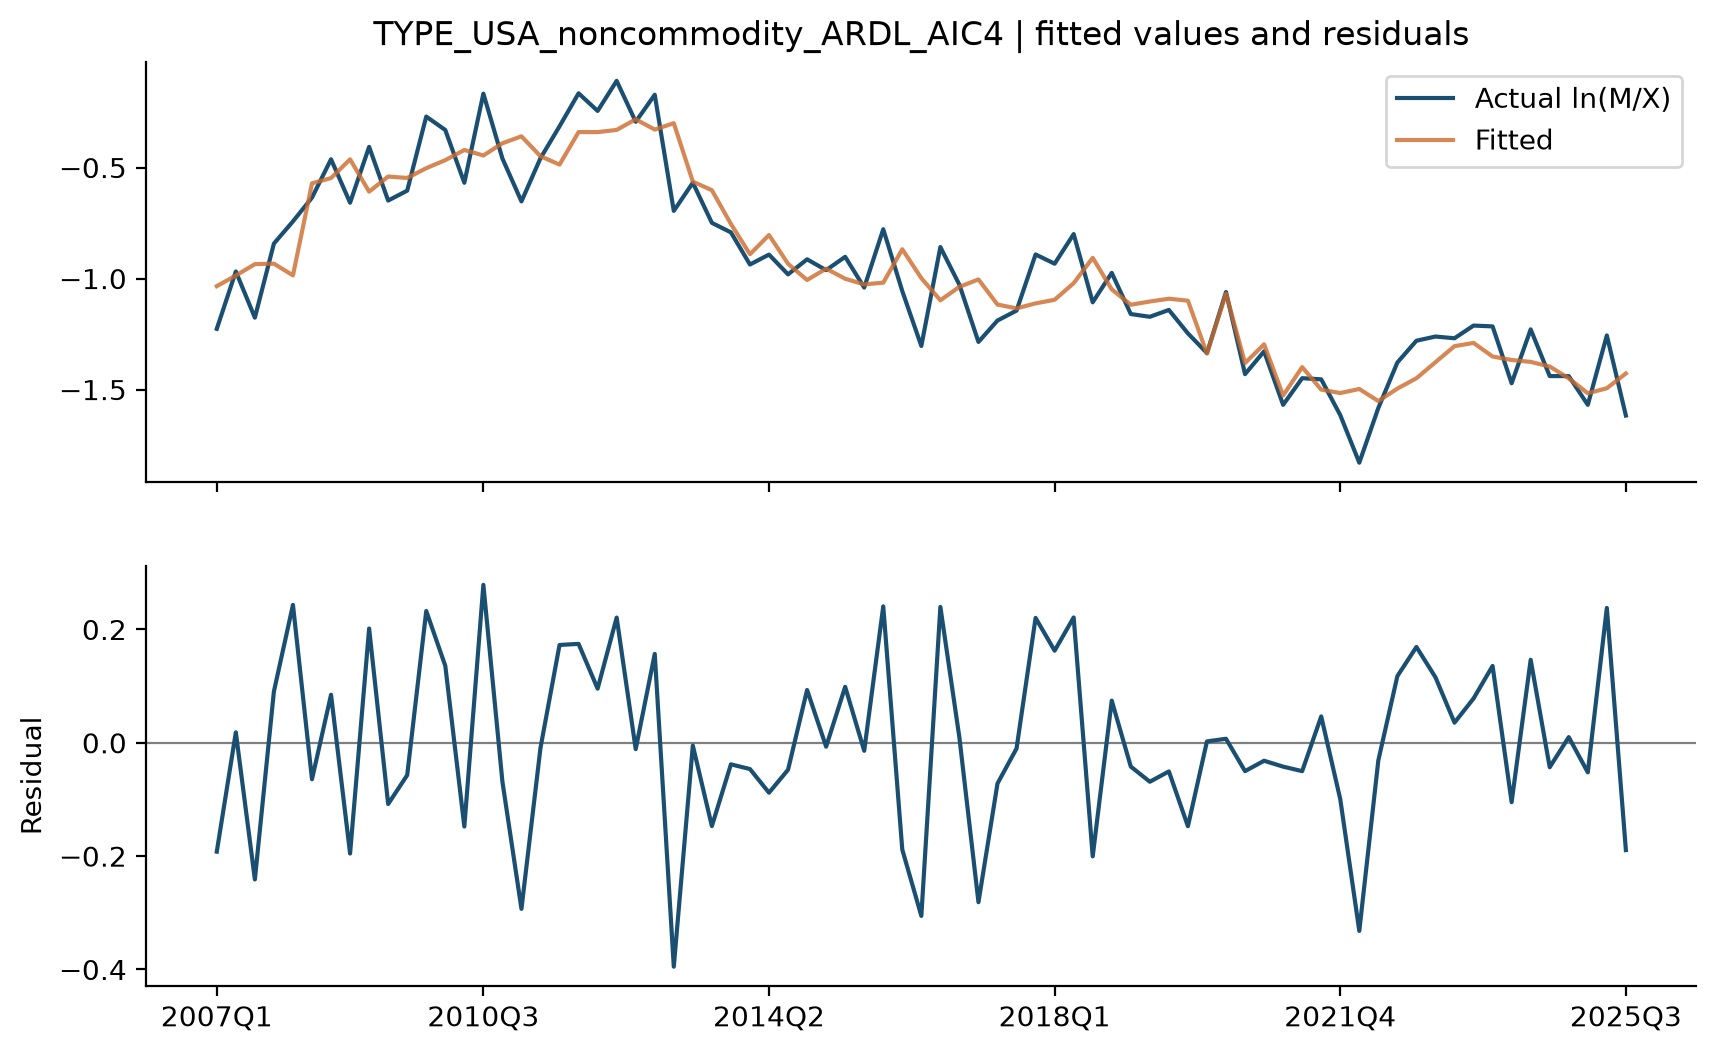 TYPE_USA_noncommodity_ARDL_AIC4 | fitted values and residuals
Actual ln(M/X)
Fitted
−0.5
−1.0
−1.5
Residual
0.2
0.0
−0.2
−0.4
2007Q1
2010Q3
2014Q2
2018Q1
2021Q4
2025Q3